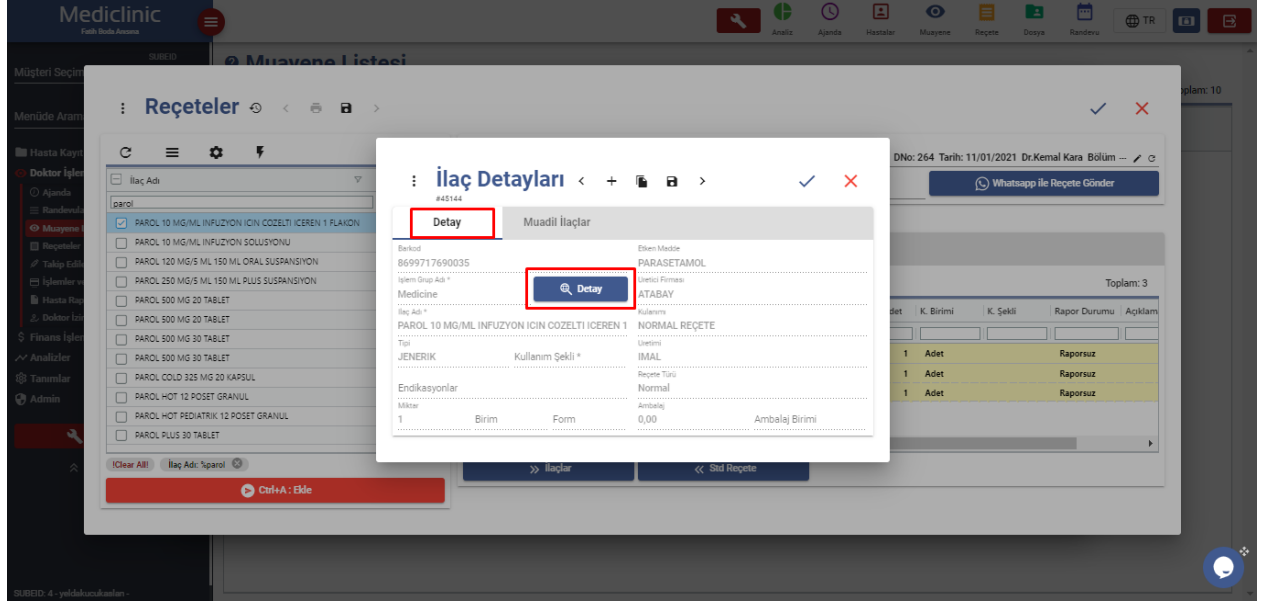 Mediclinic
Fatih Boda Anısına
Analiz
Ajanda
Hastalar
Muayene
Reçete
Dosya
Randevu
TR
SUBEID
Müşteri Seçim
Muayene Listesi
Menüde Aram
oplam: 10
Hasta Kayıt
Doktor İşler
Ajanda
Randevula
Muayene
Reçeteler
Takip Edile
İşlemler ve
Hasta Rap
Doktor İzin
Finans İşler
Analizler
Tanımlar
Admin
SUBEID: 4 - yeldakucukaslan -
Reçeteler
İlaç Adı
parol
PAROL 10 MG/ML INFUZYON ICIN COZELTI ICEREN 1 FLAKON
PAROL 10 MG/ML INFUZYON SOLUSYONU
PAROL 120 MG/5 ML 150 ML ORAL SUSPANSIYON
PAROL 250 MG/5 ML 150 ML PLUS SUSPANSIYON
PAROL 500 MG 20 TABLET
PAROL 500 MG 20 TABLET
PAROL 500 MG 30 TABLET
PAROL 500 MG 30 TABLET
PAROL COLD 325 MG 20 KAPSUL
PAROL HOT 12 POSET GRANUL
PAROL HOT PEDIATRIK 12 POSET GRANUL
PAROL PLUS 30 TABLET
!Clear All! İlaç Adı: %parol
Ctrl+A : Ekle
DNo: 264 Tarih: 11/01/2021 Dr.Kemal Kara Bölüm --
Whatsapp ile Reçete Gönder
Toplam: 3
det K. Birimi K. Şekli Rapor Durumu Açıklam
1 Adet Raporsuz
1 Adet Raporsuz
1 Adet Raporsuz
İlaçlar
Std Reçete
İlaç Detayları
#45144
Detay Muadil İlaçlar
Barkod
8699717690035
Etken Madde
PARASETAMOL
İşlem Grup Adı *
Medicine
Detay
Üretici Firması
ATABAY
İlaç Adı *
PAROL 10 MG/ML INFUZYON ICIN COZELTI ICEREN 1
Kullanımı
NORMAL REÇETE
Tipi
JENERIK
Kullanım Şekli *
Üretimi
IMAL
Endikasyonlar
Reçete Türü
Normal
Miktar
1
Birim
Form
Ambalaj
0,00
Ambalaj Birimi